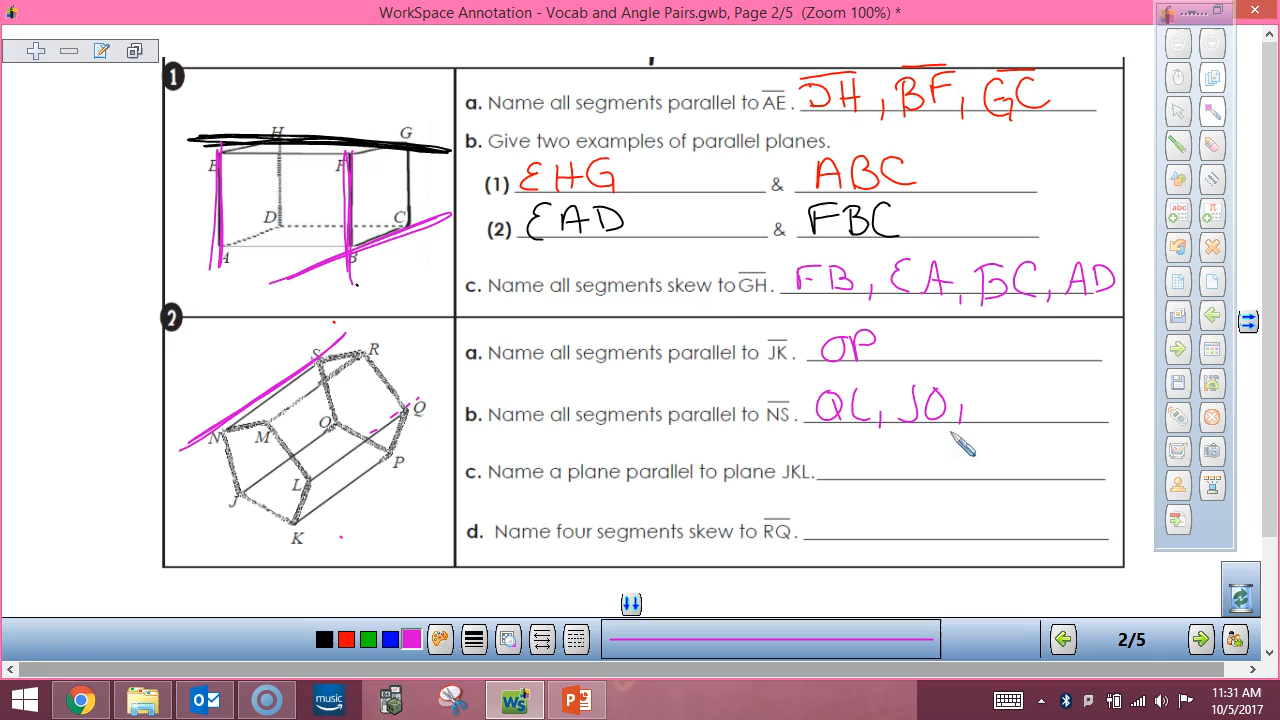 WorkSpace Annotation - Vocab and Angle Pairs.gwb, Page 2/5 (Zoom 100%) *
1
a. Name all segments parallel to AE. DH, BF, GC
b. Give two examples of parallel planes.
(1) EHG & ABC
(2) EAD & FBC
c. Name all segments skew to GH. FB, EA, BC, AD
H
G
E
F
D
C
A
B
2
a. Name all segments parallel to JK. OP
b. Name all segments parallel to NS. QL, JO,
c. Name a plane parallel to plane JKL.
d. Name four segments skew to RQ.
S
R
Q
N
M
O
P
L
J
K
abc
π
2/5
music
WS
11:31 AM
10/5/2017